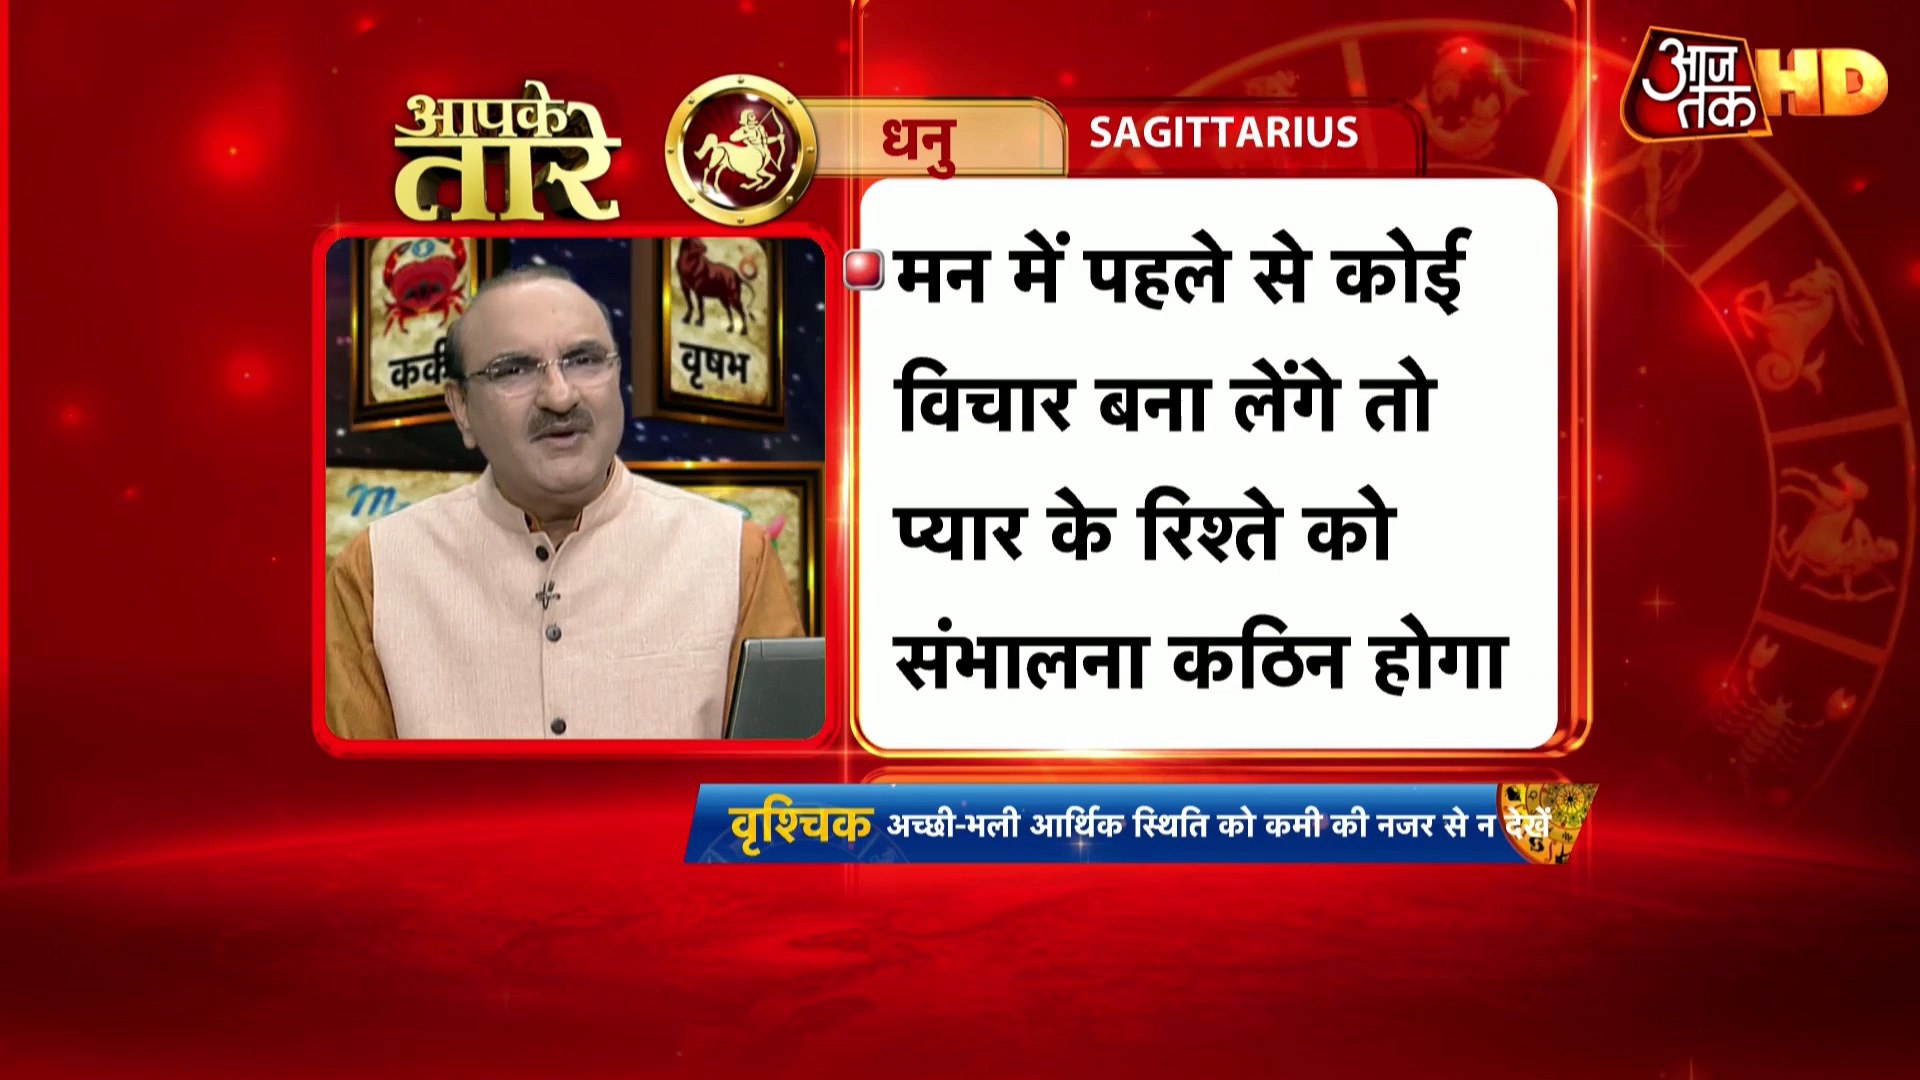 आपके
तारे
धनु
SAGITTARIUS
आज
तक
HD
कर्क
वृषभ
मन में पहले से कोई
विचार बना लेंगे तो
प्यार के रिश्ते को
संभालना कठिन होगा
वृश्चिक अच्छी-भली आर्थिक स्थिति को कमी की नजर से न देखें